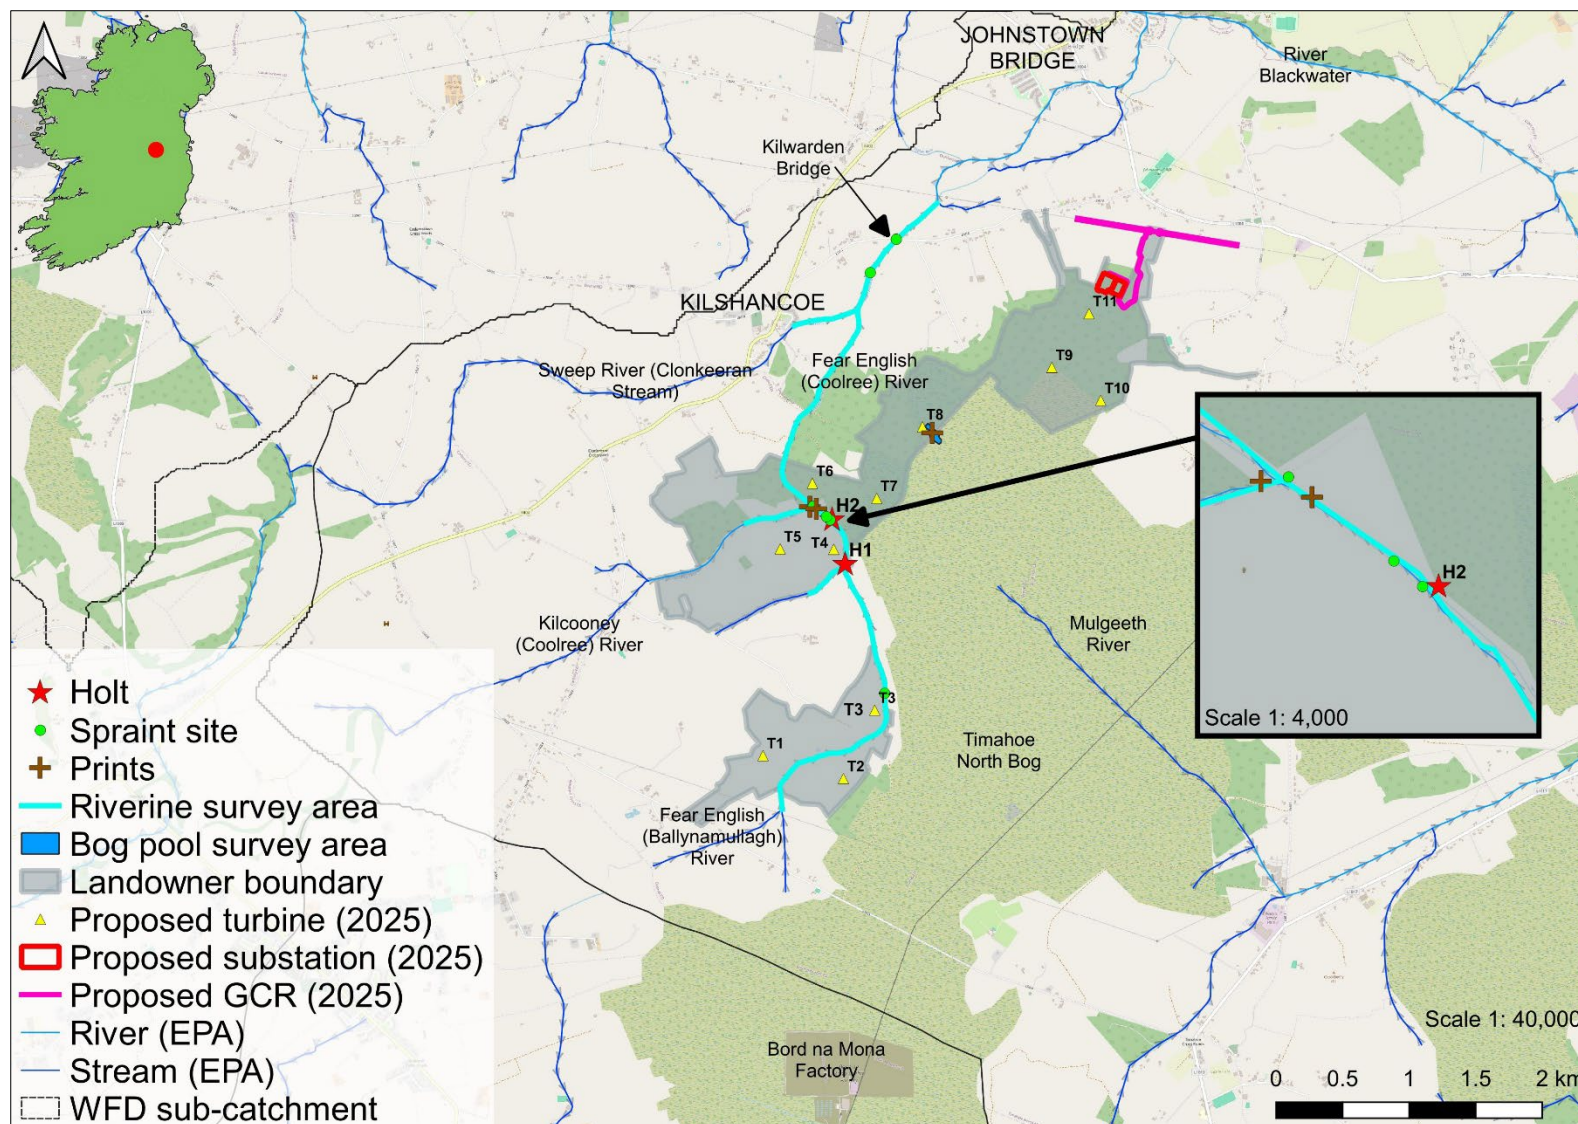 JOHNSTOWN
BRIDGE
River
Blackwater
Kilwarden
Bridge
KILSHANCOE
T11
Fear English
(Coolree) River
T9
Sweep River (Clonkeeran
Stream)
T10
T8
T6
T7
H2
T5
T4
H1
H2
Scale 1: 4,000
Kilcooney
(Coolree) River
Mulgeeth
River
T3
T3
T1
T2
Timahoe
North Bog
Fear English
(Ballynamullagh)
River
Bord na Mona
Factory
Holt
Spraint site
Prints
Riverine survey area
Bog pool survey area
Landowner boundary
Proposed turbine (2025)
Proposed substation (2025)
Proposed GCR (2025)
River (EPA)
Stream (EPA)
WFD sub-catchment
Scale 1: 40,000
0 0.5 1 1.5 2 km